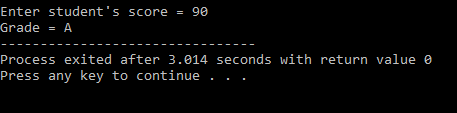 Enter student's score = 90
Grade = A
--------------------------------
Process exited after 3.014 seconds with return value 0
Press any key to continue . . .